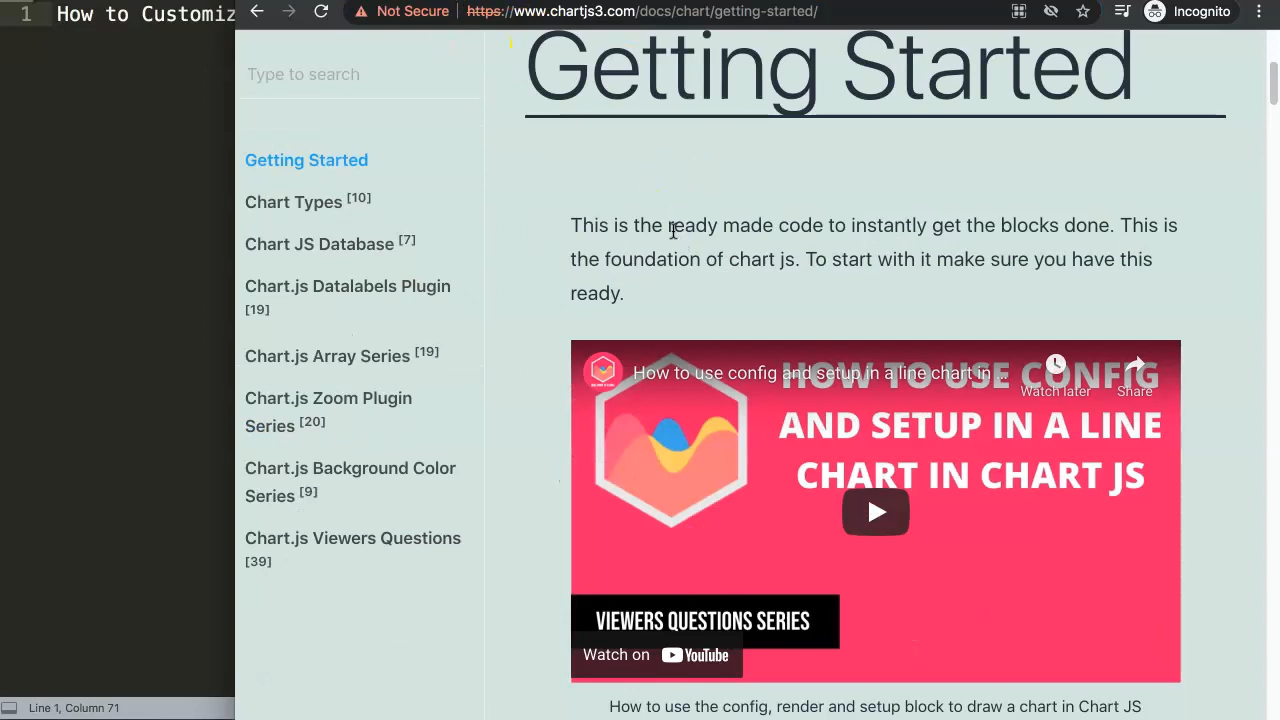 1 How to Customiz
Not Secure https://www.chartjs3.com/docs/chart/getting-started/ Incognito
Type to search
Getting Started
Chart Types [10]
Chart JS Database [7]
Chart.js Datalabels Plugin
[19]
Chart.js Array Series [19]
Chart.js Zoom Plugin
Series [20]
Chart.js Background Color
Series [9]
Chart.js Viewers Questions
[39]
Getting Started
This is the ready made code to instantly get the blocks done. This is
the foundation of chart js. To start with it make sure you have this
ready.
How to use config and setup in a line chart in ...
Watch later
Share
HOW TO USE CONFIG
AND SETUP IN A LINE
CHART IN CHART JS
VIEWERS QUESTIONS SERIES
Watch on YouTube
How to use the config, render and setup block to draw a chart in Chart JS
Line 1, Column 71